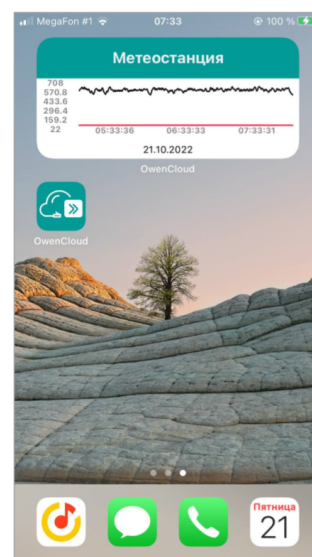 MegaFon #1 07:33 100 %
Метеостанция
708
570.8
433.6
296.4
159.2
22
05:33:36 06:33:33 07:33:31
21.10.2022
OwenCloud
OwenCloud
Пятница
21